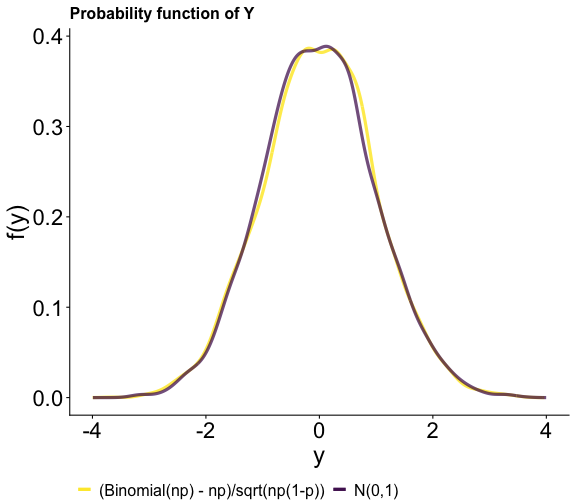 Probability function of Y
0.4
0.3
0.2
0.1
0.0
f(y)
-4 -2 0 2 4
y
(Binomial(np) - np)/sqrt(np(1-p)) N(0,1)